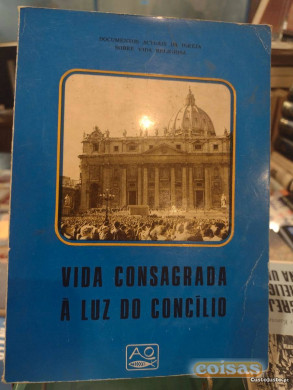 DOCUMENTOS ACTUAIS DA IGREJA
SOBRE VIDA RELIGIOSA
VIDA CONSAGRADA
À LUZ DO CONCÍLIO
AO
coisas